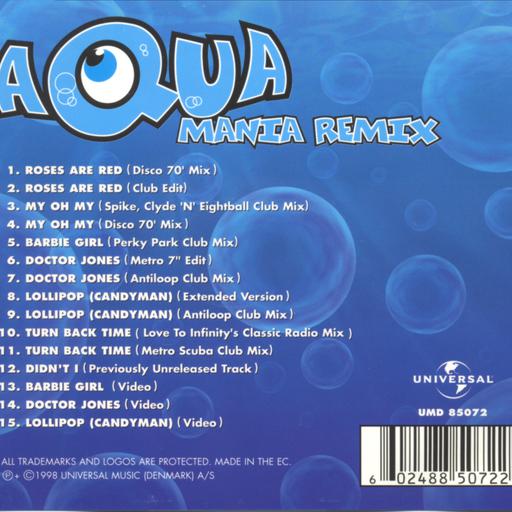 AQUA
MANIA REMIX
1. ROSES ARE RED (Disco 70' Mix)
2. ROSES ARE RED (Club Edit)
3. MY OH MY (Spike, Clyde 'N' Eightball Club Mix)
4. MY OH MY (Disco 70' Mix)
5. BARBIE GIRL (Perky Park Club Mix)
6. DOCTOR JONES (Metro 7" Edit)
7. DOCTOR JONES (Antiloop Club Mix)
8. LOLLIPOP (CANDYMAN) (Extended Version)
9. LOLLIPOP (CANDYMAN) (Antiloop Club Mix)
10. TURN BACK TIME ( Love To Infinity's Classic Radio Mix )
11. TURN BACK TIME (Metro Scuba Club Mix)
12. DIDN'T I (Previously Unreleased Track)
13. BARBIE GIRL (Video)
14. DOCTOR JONES (Video)
15. LOLLIPOP (CANDYMAN) (Video)
UNIVERSAL
UMD 85072
ALL TRADEMARKS AND LOGOS ARE PROTECTED. MADE IN THE EC.
℗ + © 1998 UNIVERSAL MUSIC (DENMARK) A/S
6 02488 50722